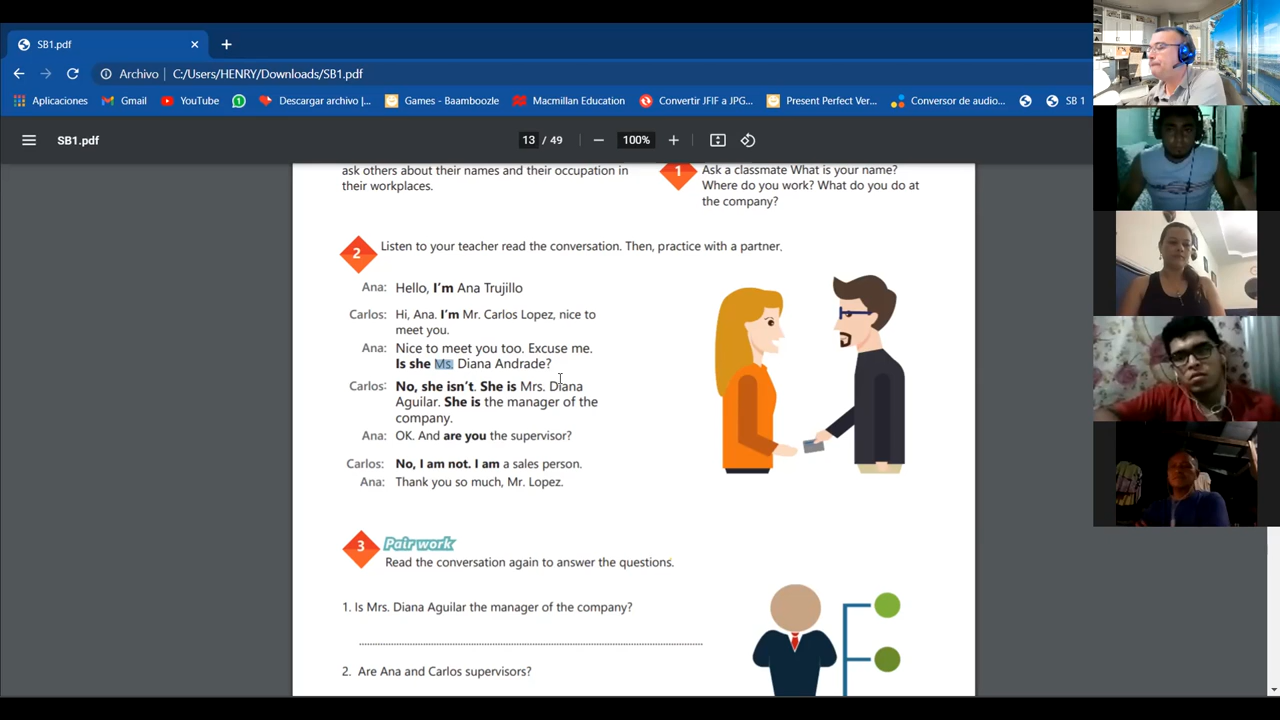 SB1.pdf
Archivo
C:/Users/HENRY/Downloads/SB1.pdf
Aplicaciones
Gmail
YouTube
Descargar archivo |...
Games - Baamboozle
Macmillan Education
Convertir JFIF a JPG...
Present Perfect Ver...
Conversor de audio...
SB 1
SB1.pdf
13 / 49
100%
ask others about their names and their occupation in
their workplaces.
1
Ask a classmate What is your name?
Where do you work? What do you do at
the company?
2
Listen to your teacher read the conversation. Then, practice with a partner.
Ana: Hello, I'm Ana Trujillo
Carlos: Hi, Ana. I'm Mr. Carlos Lopez, nice to
meet you.
Ana: Nice to meet you too. Excuse me.
Is she Ms. Diana Andrade?
Carlos: No, she isn't. She is Mrs. Diana
Aguilar. She is the manager of the
company.
Ana: OK. And are you the supervisor?
Carlos: No, I am not. I am a sales person.
Ana: Thank you so much, Mr. Lopez.
3
Pair work
Read the conversation again to answer the questions.
1. Is Mrs. Diana Aguilar the manager of the company?
2. Are Ana and Carlos supervisors?